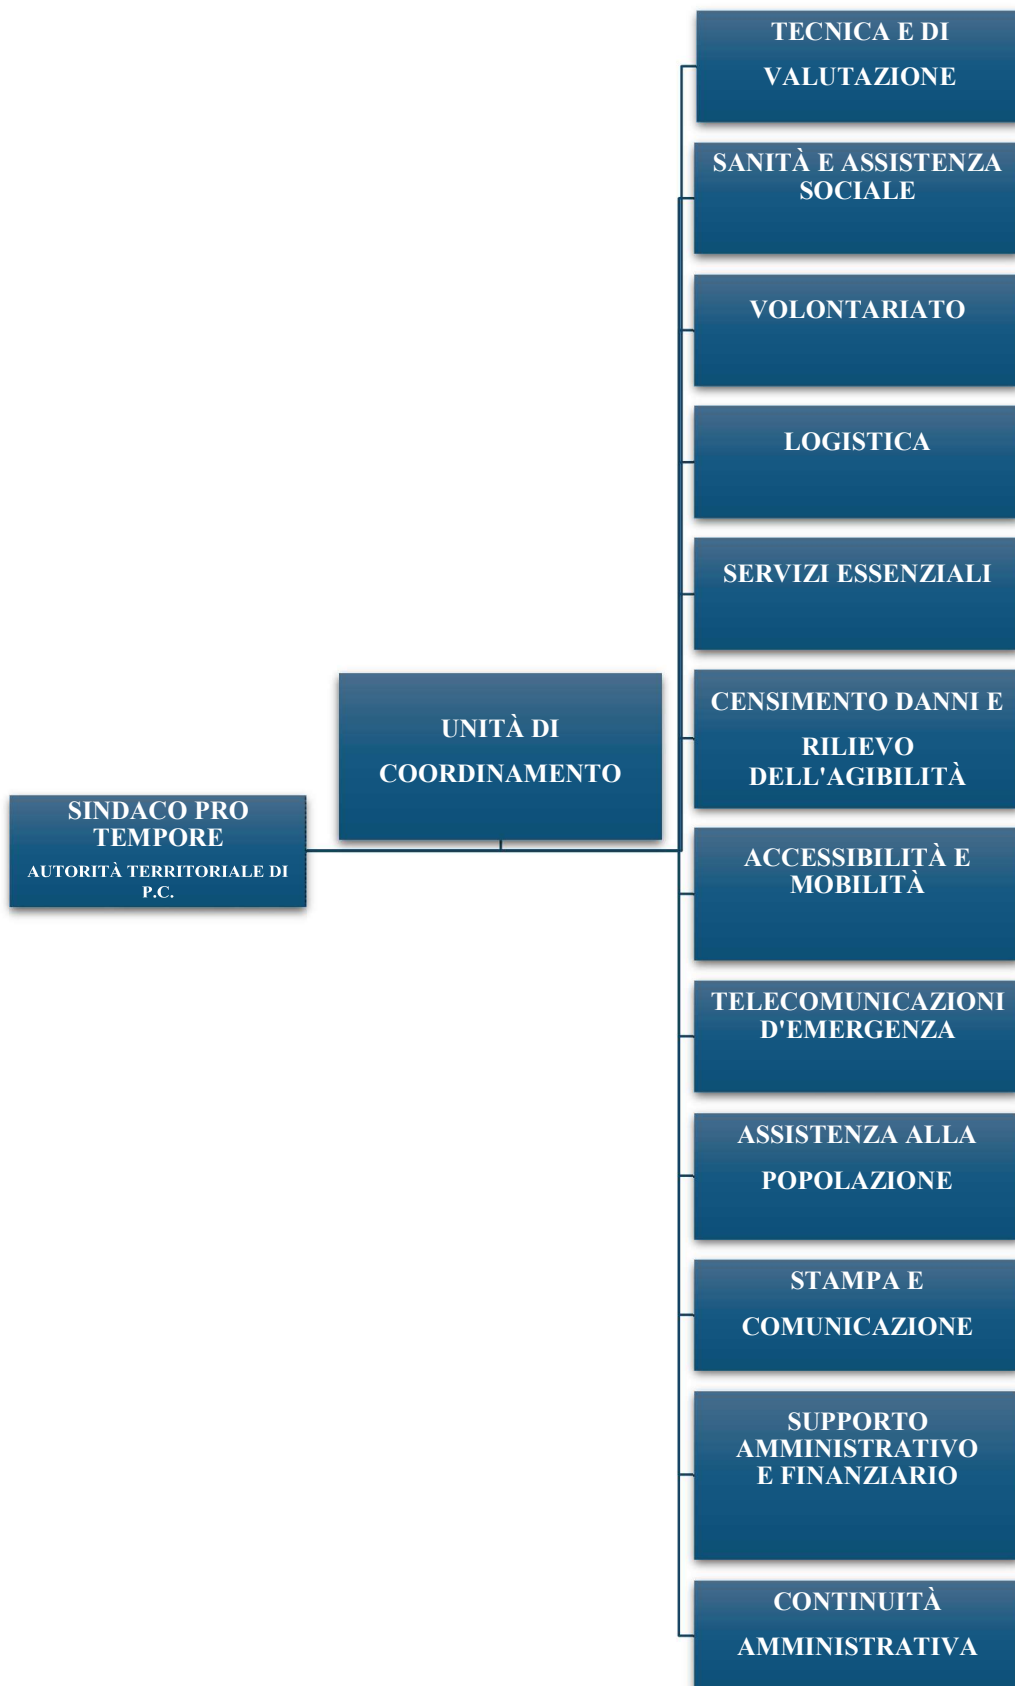 TECNICA E DI
VALUTAZIONE
SANITÀ E ASSISTENZA
SOCIALE
VOLONTARIATO
LOGISTICA
SERVIZI ESSENZIALI
CENSIMENTO DANNI E
RILIEVO
DELL'AGIBILITÀ
UNITÀ DI
COORDINAMENTO
SINDACO PRO
TEMPORE
AUTORITÀ TERRITORIALE DI
P.C.
ACCESSIBILITÀ E
MOBILITÀ
TELECOMUNICAZIONI
D'EMERGENZA
ASSISTENZA ALLA
POPOLAZIONE
STAMPA E
COMUNICAZIONE
SUPPORTO
AMMINISTRATIVO
E FINANZIARIO
CONTINUITÀ
AMMINISTRATIVA